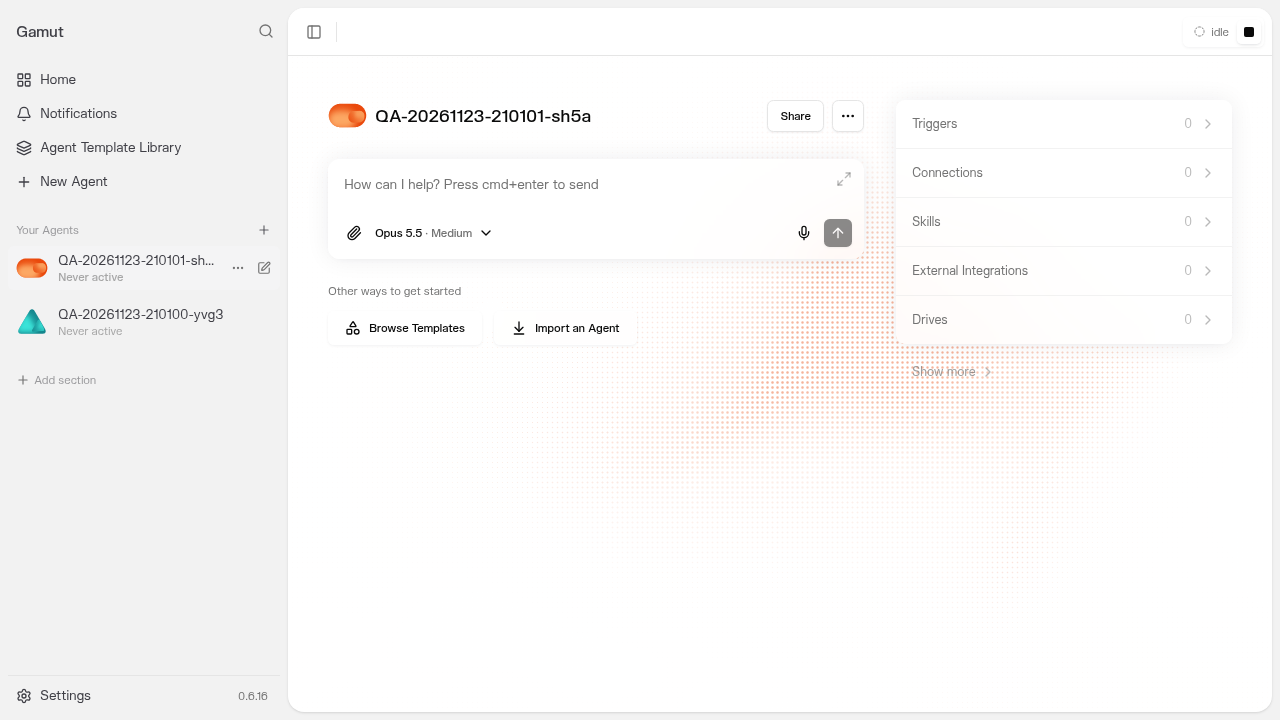 Gamut
Home
Notifications
Agent Template Library
New Agent
Your Agents
QA-20261123-210101-sh...
Never active
QA-20261123-210100-yvg3
Never active
Add section
Settings
0.6.16
idle
QA-20261123-210101-sh5a
Share
How can I help? Press cmd+enter to send
Opus 5.5 · Medium
Other ways to get started
Browse Templates
Import an Agent
Triggers 0
Connections 0
Skills 0
External Integrations 0
Drives 0
Show more